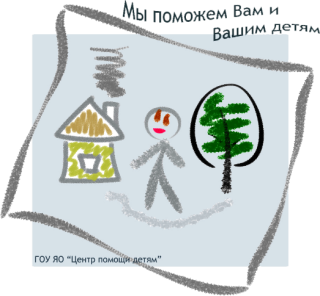 Мы поможем Вам и
Вашим детям
ГОУ ЯО "Центр помощи детям"